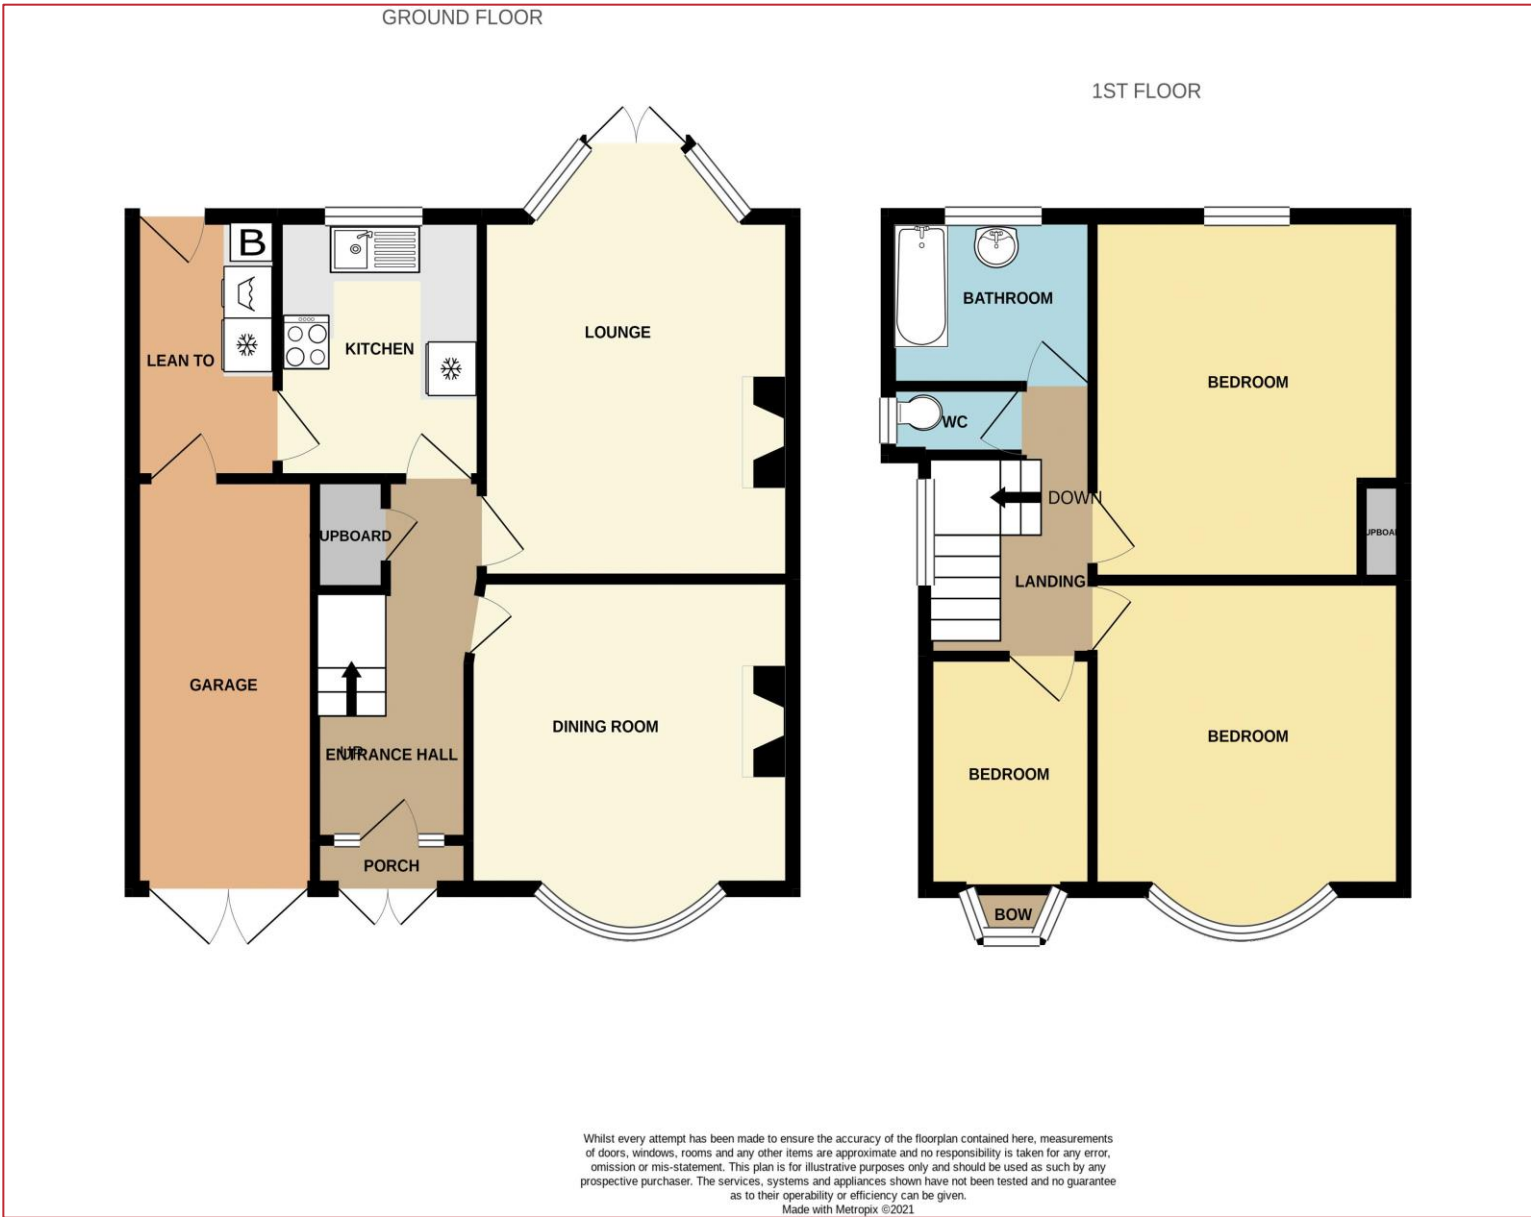 GROUND FLOOR
1ST FLOOR
B
LEAN TO
KITCHEN
LOUNGE
CUPBOARD
GARAGE
UP
ENTRANCE HALL
DINING ROOM
PORCH
BATHROOM
WC
BEDROOM
DOWN
LANDING
BEDROOM
BEDROOM
BOW
Whilst every attempt has been made to ensure the accuracy of the floorplan contained here, measurements
of doors, windows, rooms and any other items are approximate and no responsibility is taken for any error,
omission or mis-statement. This plan is for illustrative purposes only and should be used as such by any
prospective purchaser. The services, systems and appliances shown have not been tested and no guarantee
as to their operability or efficiency can be given.
Made with Metropix ©2021